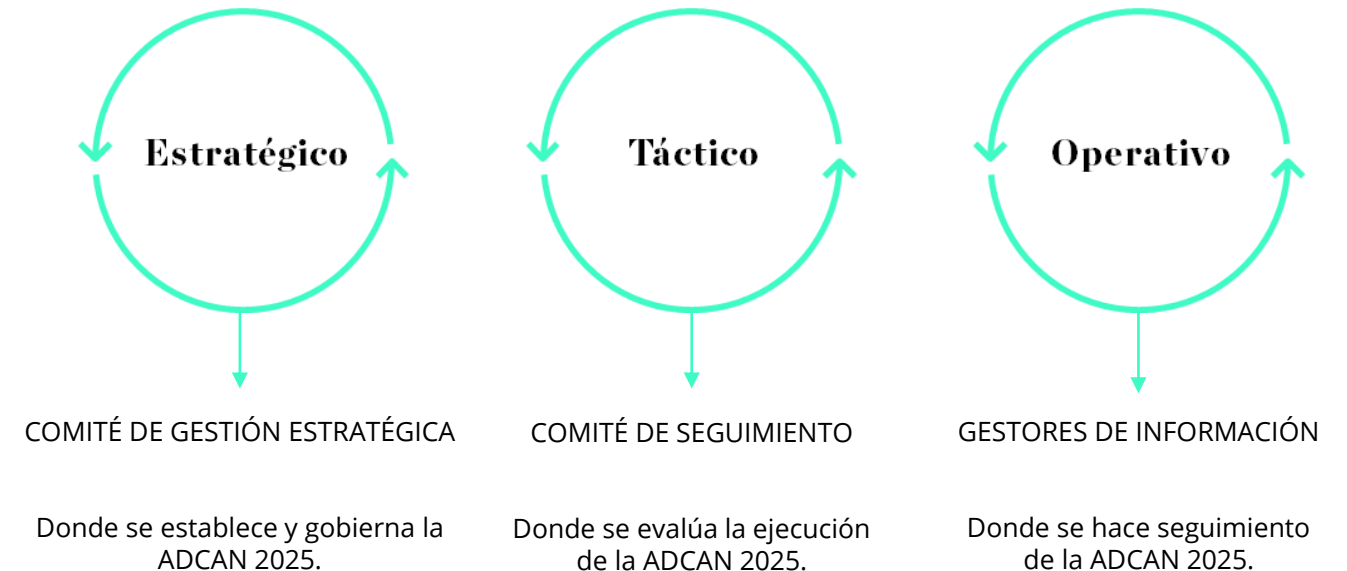 Estratégico
Táctico
Operativo
COMITÉ DE GESTIÓN ESTRATÉGICA
COMITÉ DE SEGUIMIENTO
GESTORES DE INFORMACIÓN
Donde se establece y gobierna la
ADCAN 2025.
Donde se evalúa la ejecución
de la ADCAN 2025.
Donde se hace seguimiento
de la ADCAN 2025.